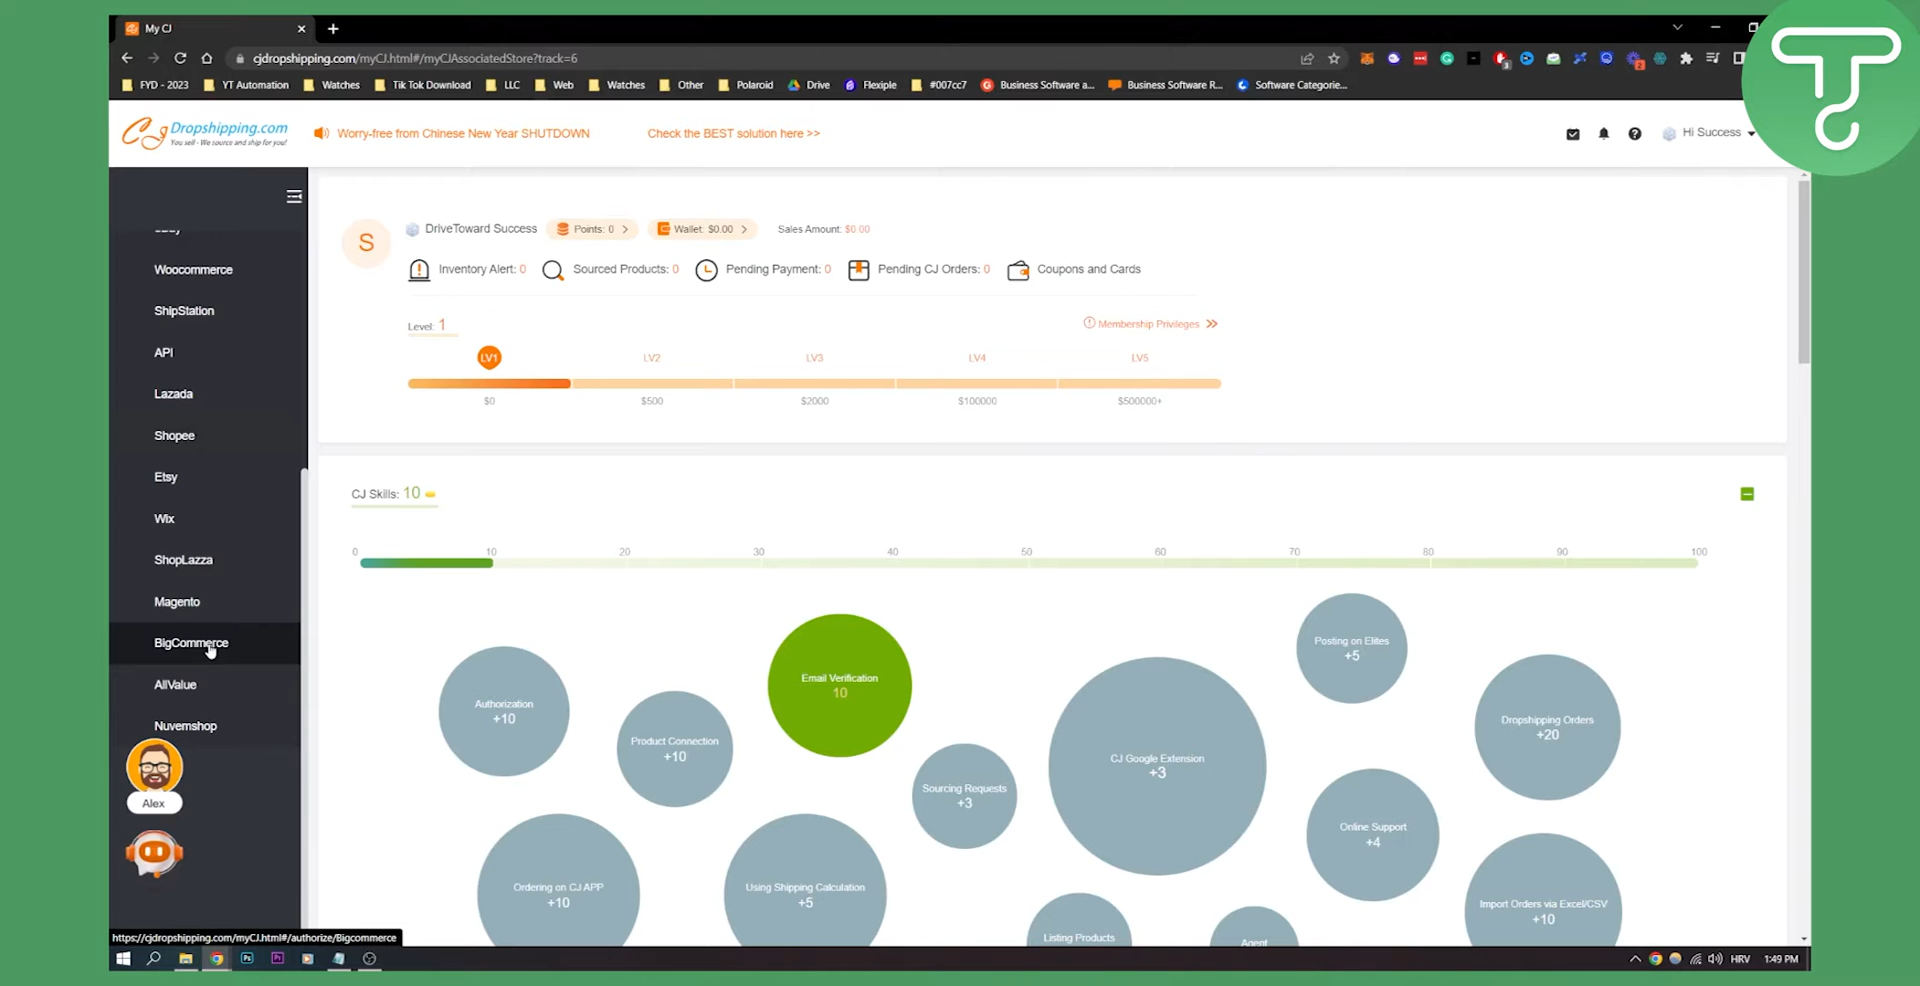 My CJ
cjdropshipping.com/myCJ.html#/myCJAssociatedStore?track=6
FYD - 2023 YT Automation Watches Tik Tok Download LLC Web Watches Other Polaroid Drive Flexiple #007cc7 Business Software a... Business Software R... Software Categorie...
CJ Dropshipping.com
You sell - We source and ship for you!
Worry-free from Chinese New Year SHUTDOWN Check the BEST solution here >>
Hi Success
Woocommerce
ShipStation
API
Lazada
Shopee
Etsy
Wix
ShopLazza
Magento
BigCommerce
AllValue
Nuvemshop
Alex
S
DriveToward Success Points: 0 > Wallet: $0.00 > Sales Amount: $0.00
Inventory Alert: 0 Sourced Products: 0 Pending Payment: 0 Pending CJ Orders: 0 Coupons and Cards
Level: 1 Membership Privileges
LV1 LV2 LV3 LV4 LV5
$0 $500 $2000 $100000 $500000+
CJ Skills: 10
0 10 20 30 40 50 60 70 80 90 100
Posting on Elites
+5
Email Verification
10
Authorization
+10
Dropshipping Orders
+20
Product Connection
+10
CJ Google Extension
+3
Sourcing Requests
+3
Online Support
+4
Ordering on CJ APP
+10
Using Shipping Calculation
+5
Import Orders via Excel/CSV
+10
Listing Products
Agent
https://cjdropshipping.com/myCJ.html#/authorize/Bigcommerce
HRV 1:49 PM